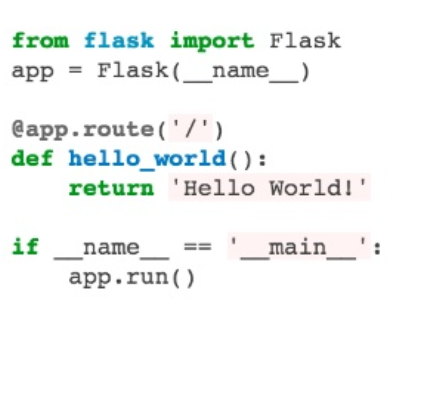 from flask import Flask
app = Flask(__name__)
@app.route('/')
def hello_world():
    return 'Hello World!'
if __name__ == '__main__':
    app.run()